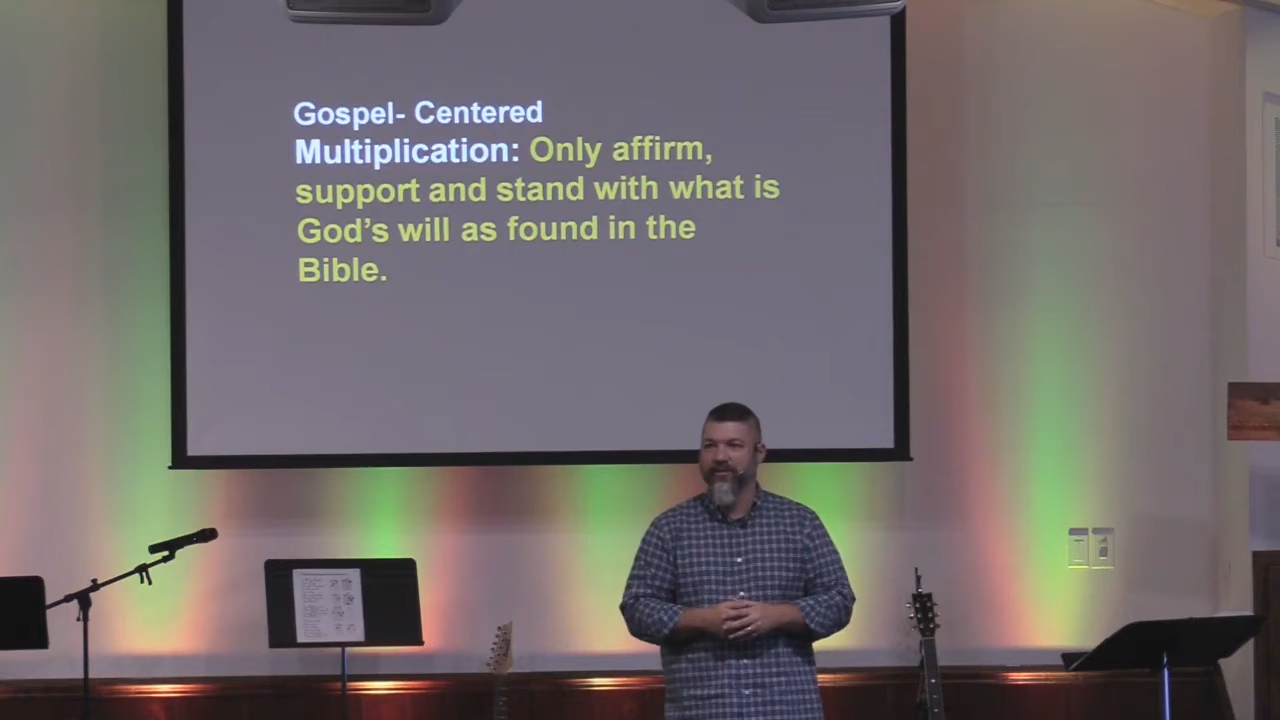 Gospel- Centered
Multiplication: Only affirm,
support and stand with what is
God's will as found in the
Bible.